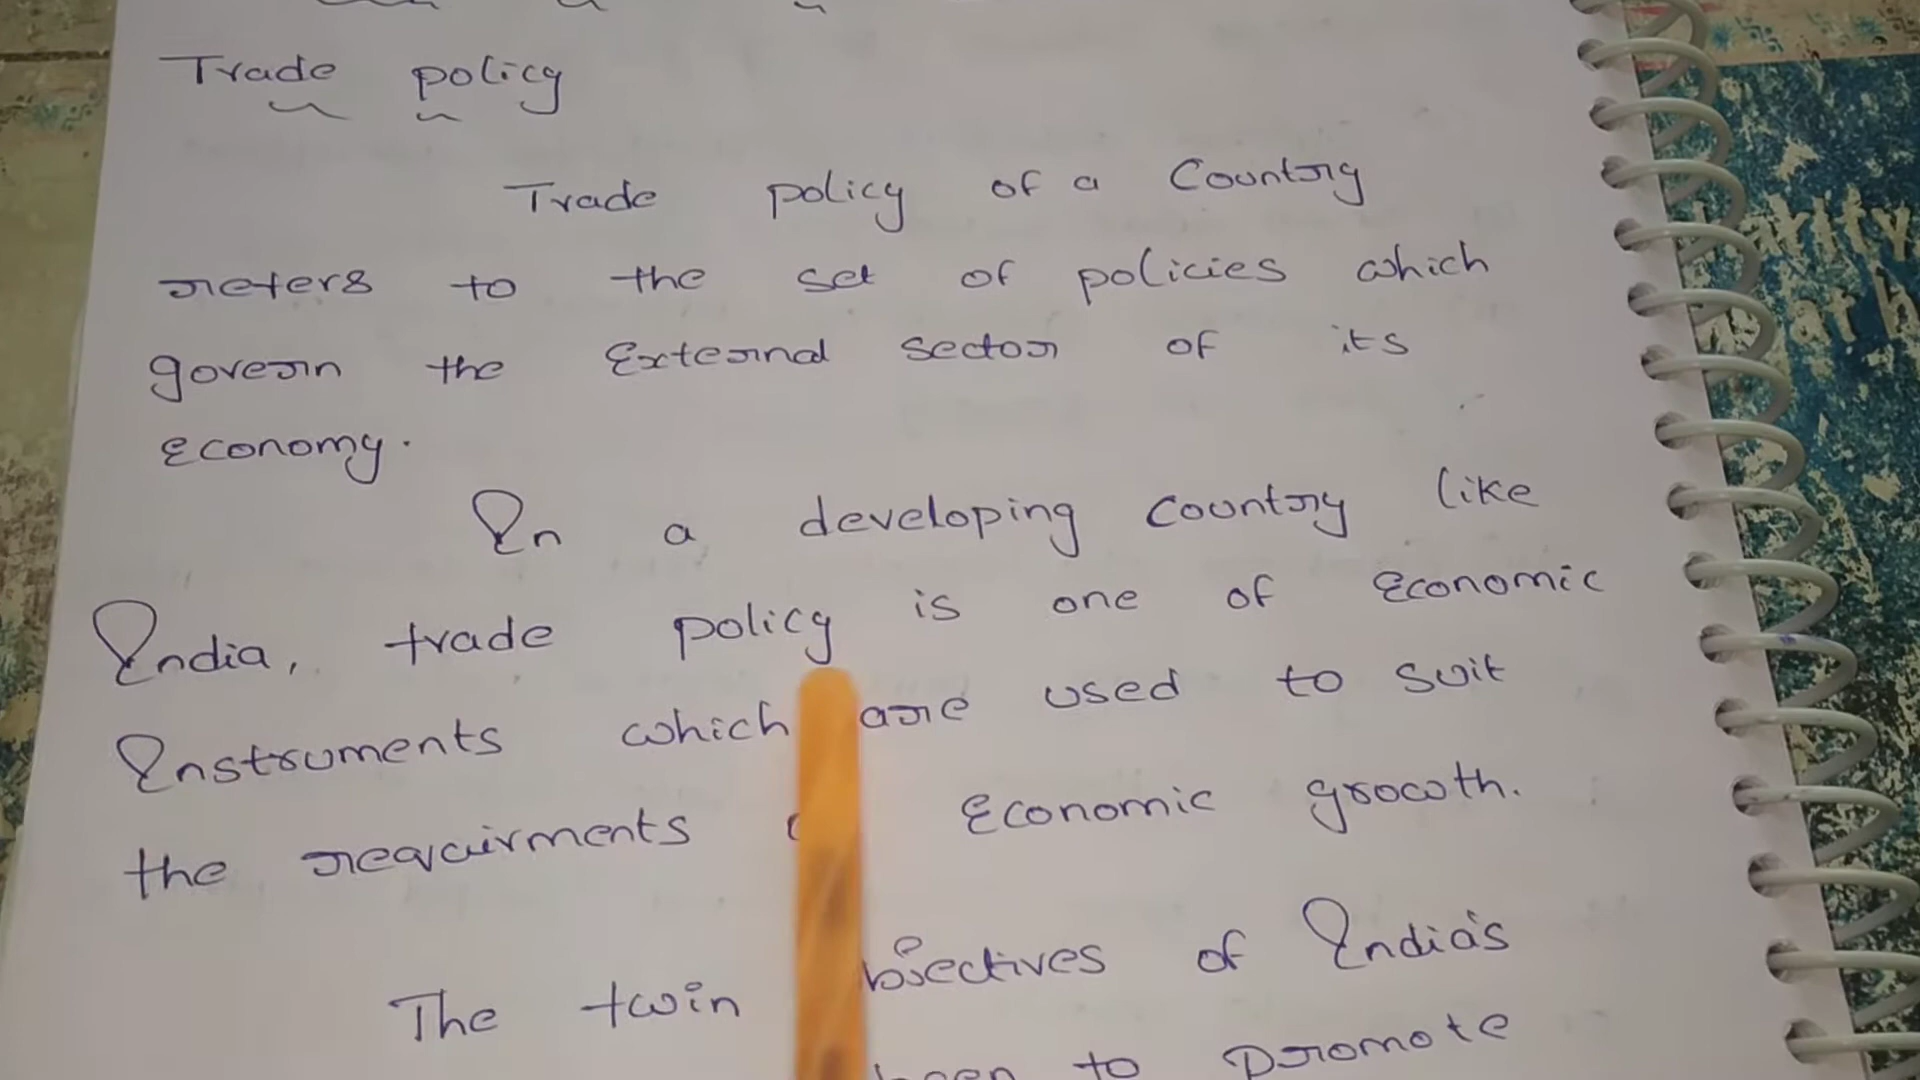 Trade policy
Trade policy of a Country
refers to the set of policies which
govern the External sector of its
Economy.
In a developing country like
India, trade policy is one of Economic
Instruments which are used to suit
the requirments Economic growth.
The twin objectives of India's
been to promote